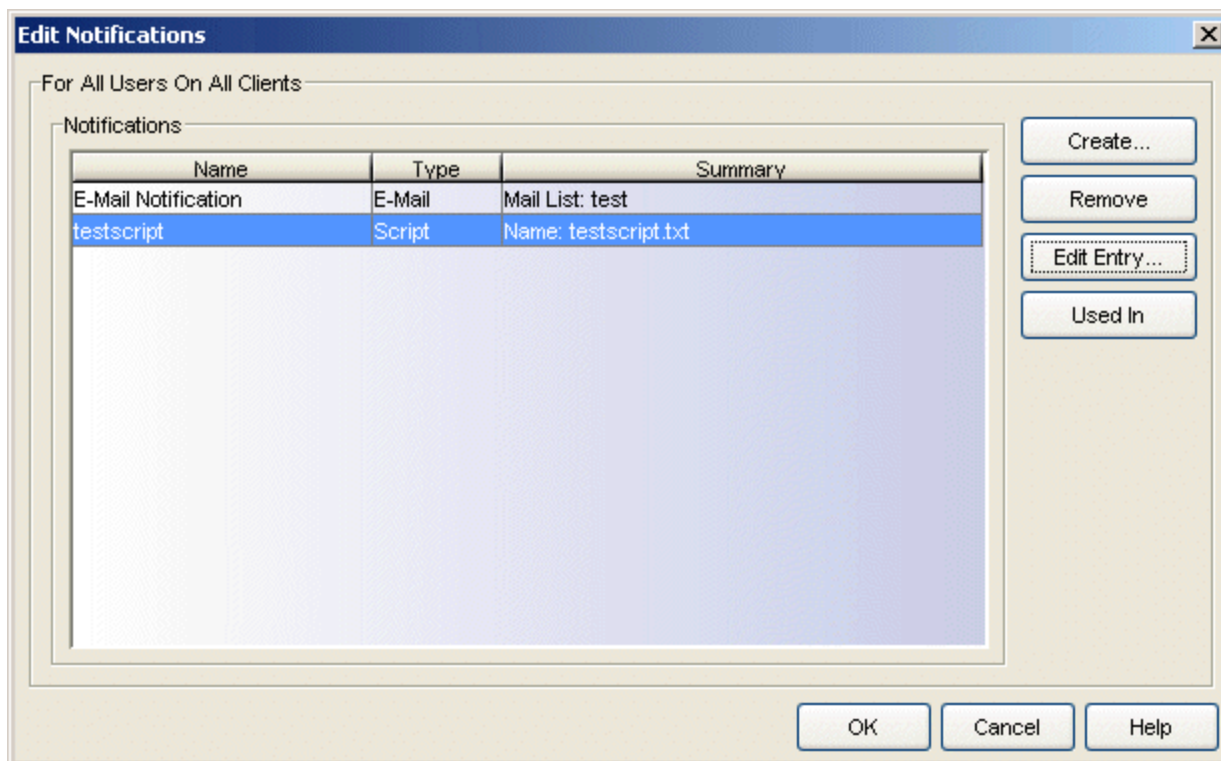 Edit Notifications
For All Users On All Clients
Notifications
Name Type Summary
E-Mail Notification E-Mail Mail List: test
testscript Script Name: testscript.txt
Create...
Remove
Edit Entry...
Used In
OK Cancel Help